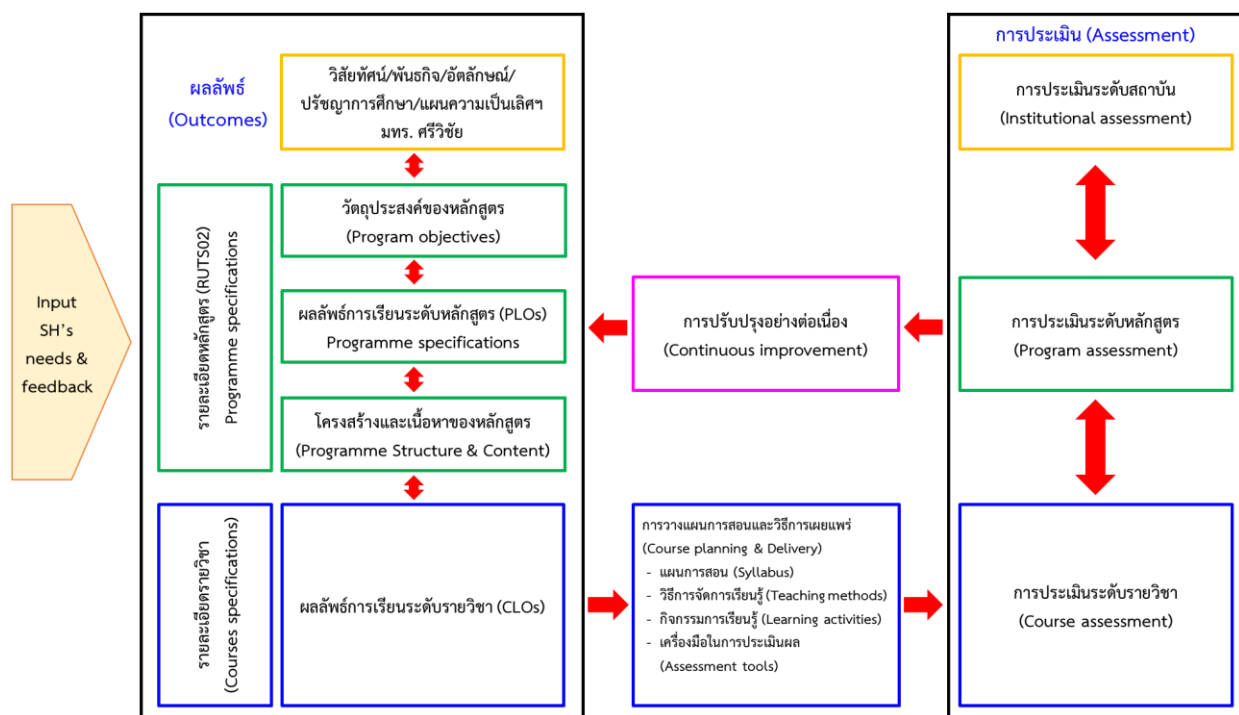 Input
SH's
needs &
feedback
ผลลัพธ์
(Outcomes)
วิสัยทัศน์/พันธกิจ/อัตลักษณ์/
ปรัชญาการศึกษา/แผนความเป็นเลิศฯ
มทร. ศรีวิชัย
รายละเอียดหลักสูตร (RUTS02)
Programme specifications
วัตถุประสงค์ของหลักสูตร
(Program objectives)
ผลลัพธ์การเรียนระดับหลักสูตร (PLOs)
Programme specifications
โครงสร้างและเนื้อหาของหลักสูตร
(Programme Structure & Content)
รายละเอียดรายวิชา
(Courses specifications)
ผลลัพธ์การเรียนระดับรายวิชา (CLOs)
การปรับปรุงอย่างต่อเนื่อง
(Continuous improvement)
การวางแผนการสอนและวิธีการเผยแพร่
(Course planning & Delivery)
- แผนการสอน (Syllabus)
- วิธีการจัดการเรียนรู้ (Teaching methods)
- กิจกรรมการเรียนรู้ (Learning activities)
- เครื่องมือในการประเมินผล
(Assessment tools)
การประเมิน (Assessment)
การประเมินระดับสถาบัน
(Institutional assessment)
การประเมินระดับหลักสูตร
(Program assessment)
การประเมินระดับรายวิชา
(Course assessment)